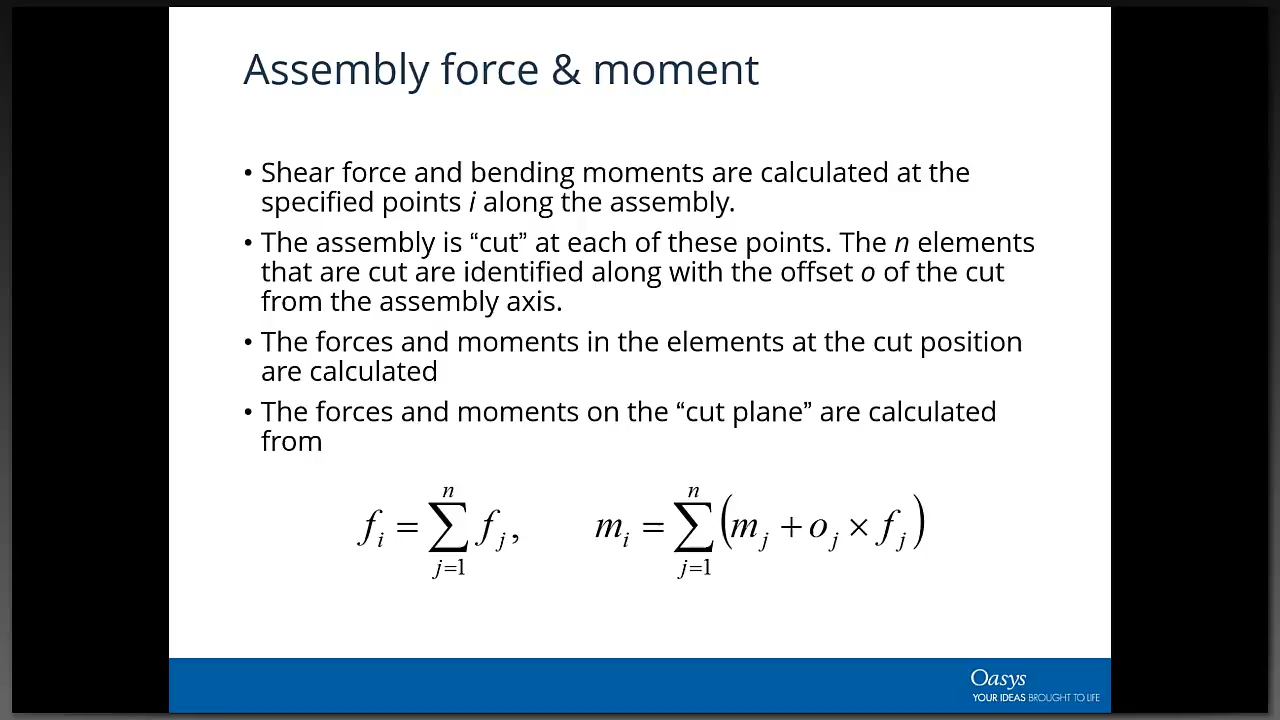 Assembly force & moment
• Shear force and bending moments are calculated at the
specified points i along the assembly.
• The assembly is “cut” at each of these points. The n elements
that are cut are identified along with the offset o of the cut
from the assembly axis.
• The forces and moments in the elements at the cut position
are calculated
• The forces and moments on the “cut plane” are calculated
from
f_i = \sum_{j=1}^{n} f_j, m_i = \sum_{j=1}^{n} (m_j + o_j × f_j)
Oasys
YOUR IDEAS BROUGHT TO LIFE